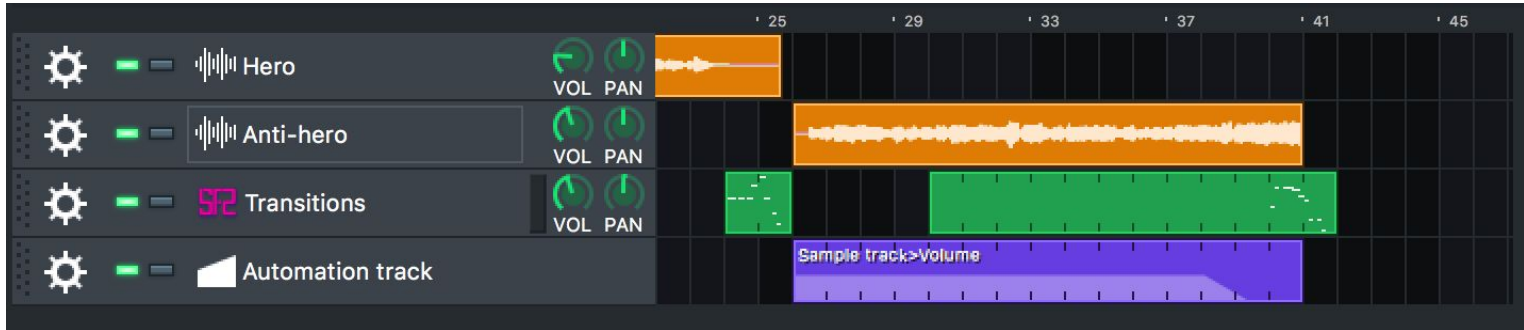 25 29 33 37 41 45
Hero VOL PAN
Anti-hero VOL PAN
SF2 Transitions VOL PAN
Automation track Sample track>Volume